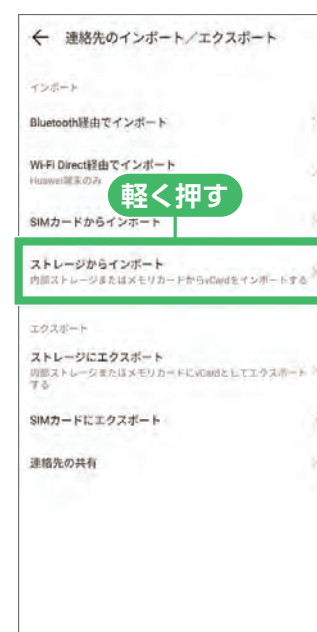 ← 連絡先のインポート／エクスポート
インポート
Bluetooth経由でインポート
Wi-Fi Direct経由でインポート
Huawei端末のみ
軽く押す
SIMカードからインポート
ストレージからインポート
内部ストレージまたはメモリカードからvCardをインポートする
エクスポート
ストレージにエクスポート
内部ストレージまたはメモリカードにvCardとしてエクスポート
する
SIMカードにエクスポート
連絡先の共有